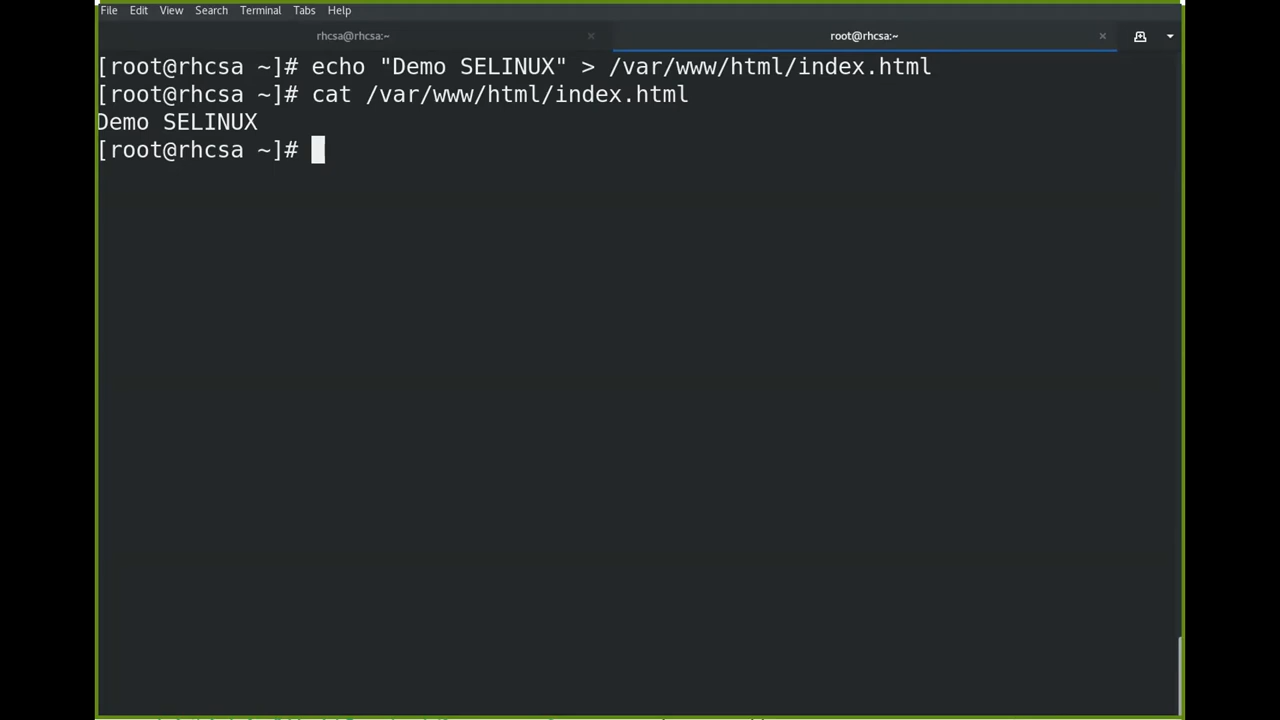 File Edit View Search Terminal Tabs Help
rhcsa@rhcsa:~ × root@rhcsa:~ ×
[root@rhcsa ~]# echo "Demo SELINUX" > /var/www/html/index.html
[root@rhcsa ~]# cat /var/www/html/index.html
Demo SELINUX
[root@rhcsa ~]#